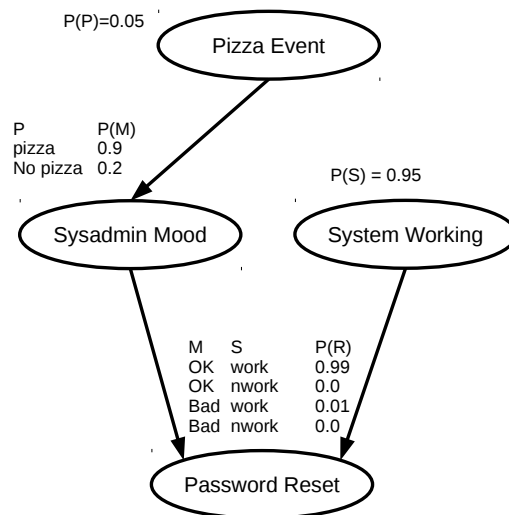 P(P)=0.05
Pizza Event
P P(M)
pizza 0.9
No pizza 0.2
P(S) = 0.95
Sysadmin Mood
System Working
M S P(R)
OK work 0.99
OK nwork 0.0
Bad work 0.01
Bad nwork 0.0
Password Reset